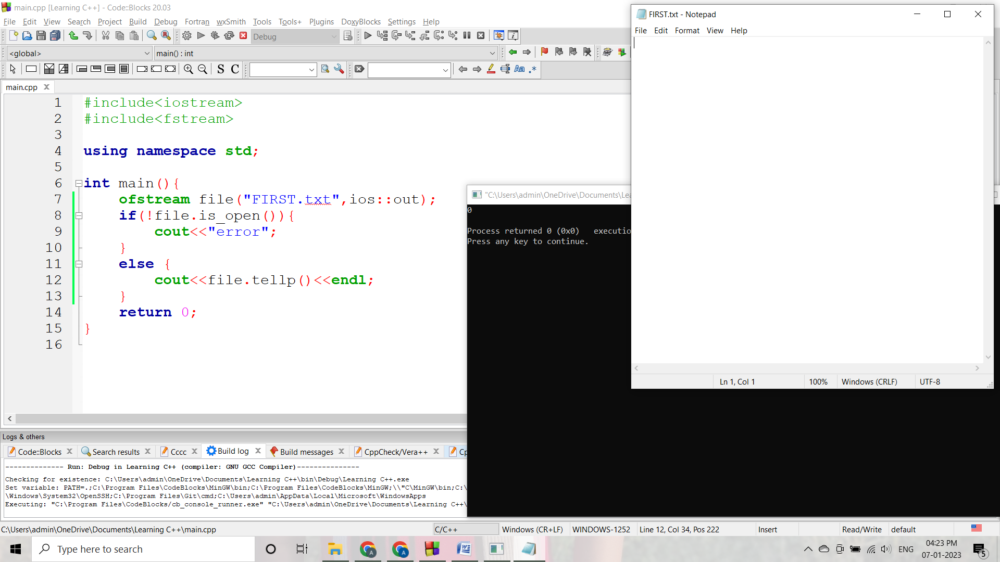 main.cpp [Learning C++] - Code::Blocks 20.03
File Edit View Search Project Build Debug Fortran wxSmith Tools Tools+ Plugins DoxyBlocks Settings Help
Debug
<global> main() : int
S C Aa .*
main.cpp
1 #include<iostream>
2 #include<fstream>
3
4 using namespace std;
5
6 int main(){
7 ofstream file("FIRST.txt",ios::out);
8 if(!file.is_open()){
9 cout<<"error";
10 }
11 else {
12 cout<<file.tellp()<<endl;
13 }
14 return 0;
15 }
16
FIRST.txt - Notepad
File Edit Format View Help
Ln 1, Col 1 100% Windows (CRLF) UTF-8
"C:\Users\admin\OneDrive\Documents\Lea
0
Process returned 0 (0x0) executio
Press any key to continue.
Logs & others
Code::Blocks Search results Cccc Build log Build messages CppCheck/Vera++ Cp
-------------- Run: Debug in Learning C++ (compiler: GNU GCC Compiler)---------------
Checking for existence: C:\Users\admin\OneDrive\Documents\Learning C++\bin\Debug\Learning C++.exe
Set variable: PATH=.;C:\Program Files\CodeBlocks\MinGW\bin;C:\Program Files\CodeBlocks\MinGW;\\"C\MinGW\bin;C:\
\Windows\System32\OpenSSH;C:\Program Files\Git\cmd;C:\Users\admin\AppData\Local\Microsoft\WindowsApps
Executing: "C:\Program Files\CodeBlocks/cb_console_runner.exe" "C:\Users\admin\OneDrive\Documents\Learning C++\
C:\Users\admin\OneDrive\Documents\Learning C++\main.cpp C/C++ Windows (CR+LF) WINDOWS-1252 Line 12, Col 34, Pos 222 Insert Read/Write default
Type here to search
ENG
04:23 PM
07-01-2023
5